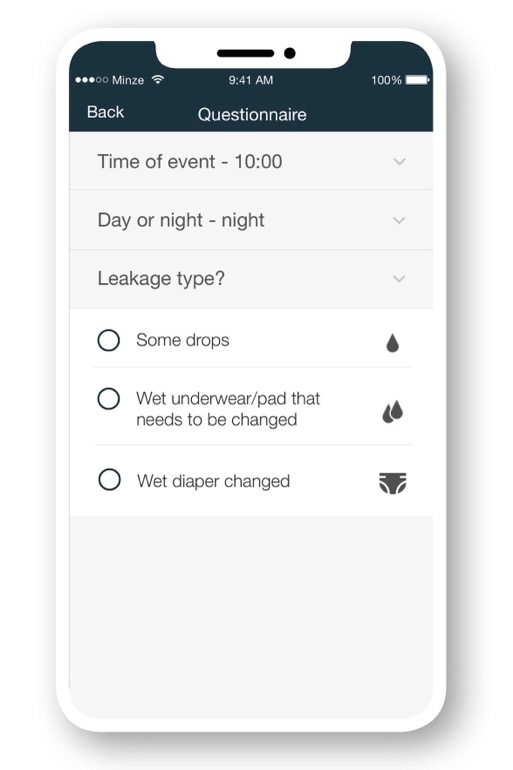 Minze 9:41 AM 100%
Back Questionnaire
Time of event - 10:00
Day or night - night
Leakage type?
Some drops
Wet underwear/pad that
needs to be changed
Wet diaper changed